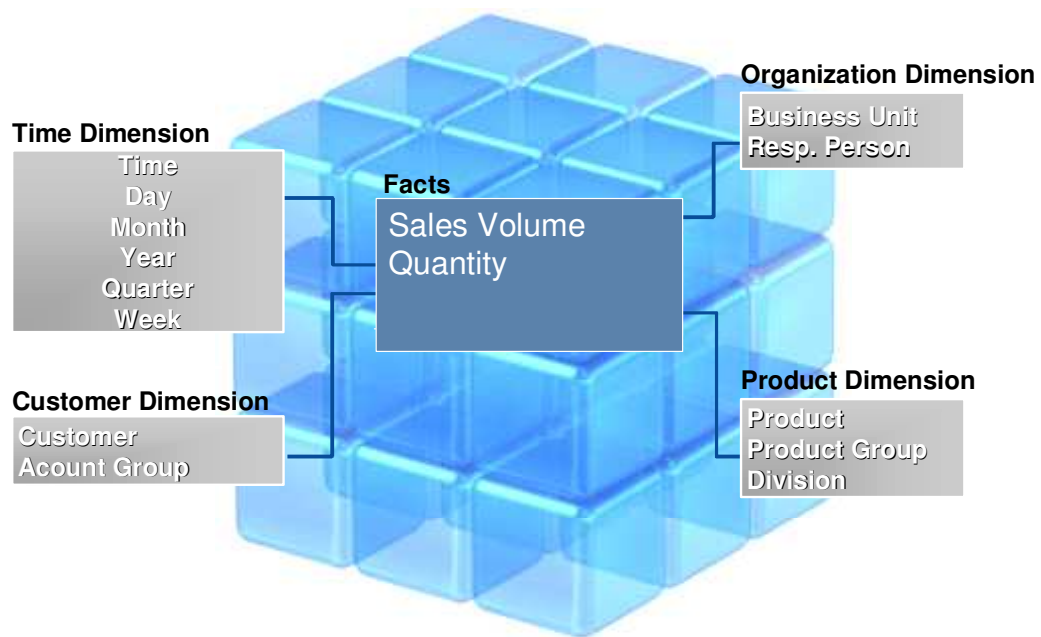 Organization Dimension
Business Unit
Resp. Person
Time Dimension
Time
Day
Month
Year
Quarter
Week
Facts
Sales Volume
Quantity
Customer Dimension
Customer
Acount Group
Product Dimension
Product
Product Group
Division